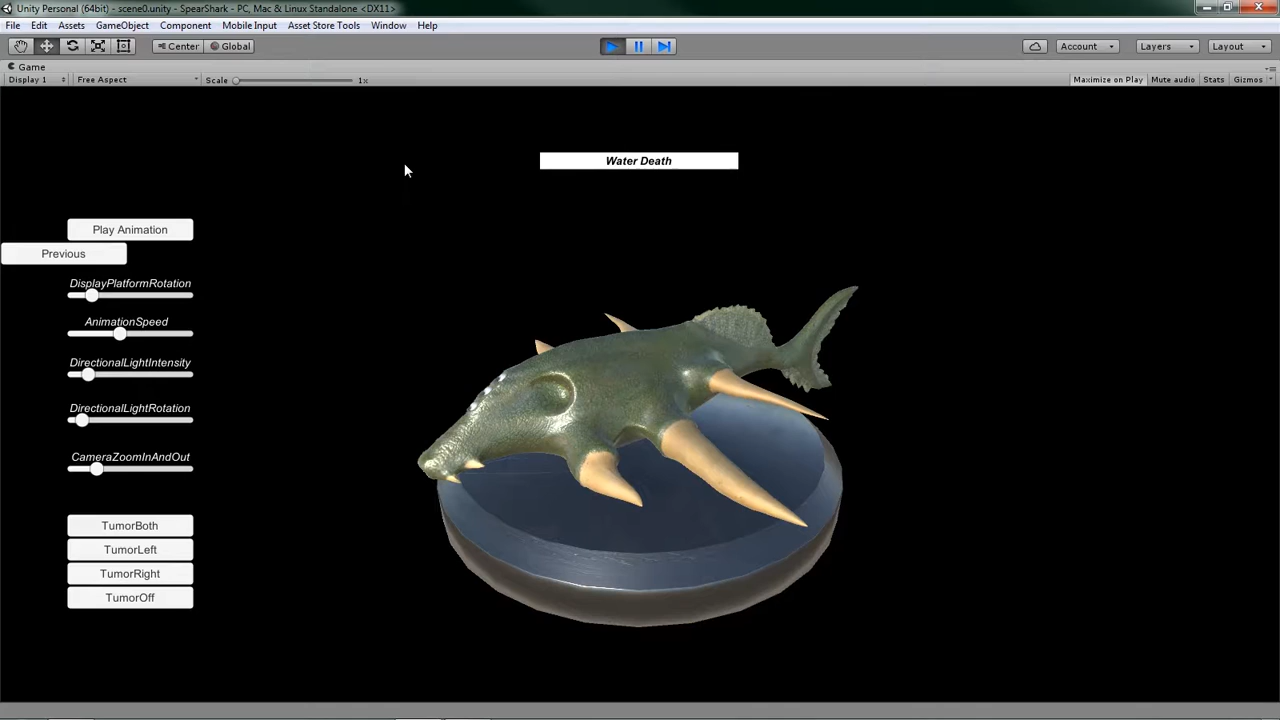 Unity Personal (64bit) - scene0.unity - SpearShark - PC, Mac & Linux Standalone <DX11>
File Edit Assets GameObject Component Mobile Input Asset Store Tools Window Help
Center Global Account Layers Layout
Game
Display 1 Free Aspect Scale 1x Maximize on Play Mute audio Stats Gizmos
Water Death
Play Animation
Previous
DisplayPlatformRotation
AnimationSpeed
DirectionalLightIntensity
DirectionalLightRotation
CameraZoomInAndOut
TumorBoth
TumorLeft
TumorRight
TumorOff